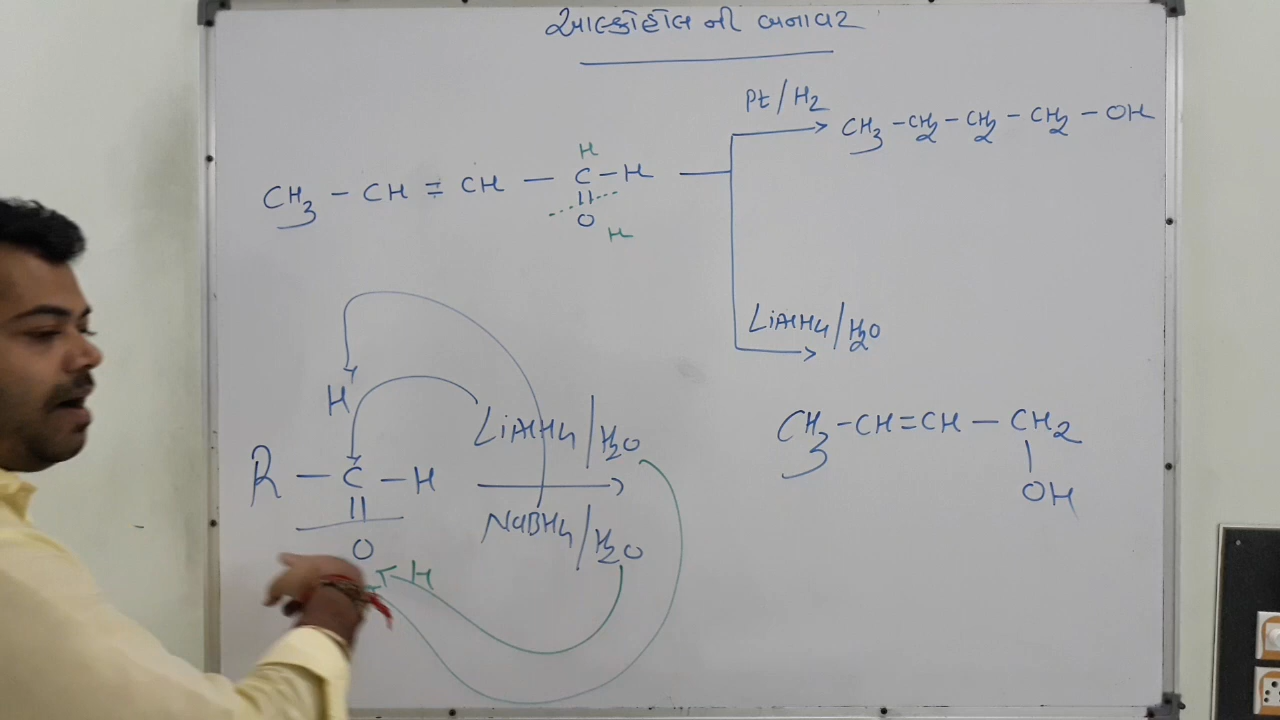 આલ્કોહોલ ની બનાવટ
Pt/H2
CH3-CH2-CH2-CH2-OH
H
CH3-CH=CH-C-H
O
H
LiAlH4/H2O
CH3-CH=CH-CH2
OH
H
LiAlH4/H2O
R-C-H
NaBH4/H2O
O
H